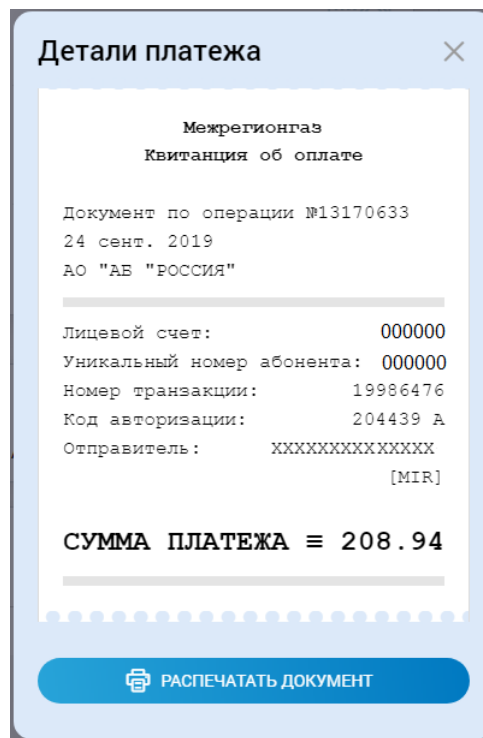 Детали платежа
Межрегионгаз
Квитанция об оплате
Документ по операции №13170633
24 сент. 2019
АО "АБ "РОССИЯ"
Лицевой счет: 000000
Уникальный номер абонента: 000000
Номер транзакции: 19986476
Код авторизации: 204439 А
Отправитель: XXXXXXXXXXXXXX
[MIR]
СУММА ПЛАТЕЖА ≡ 208.94
РАСПЕЧАТАТЬ ДОКУМЕНТ